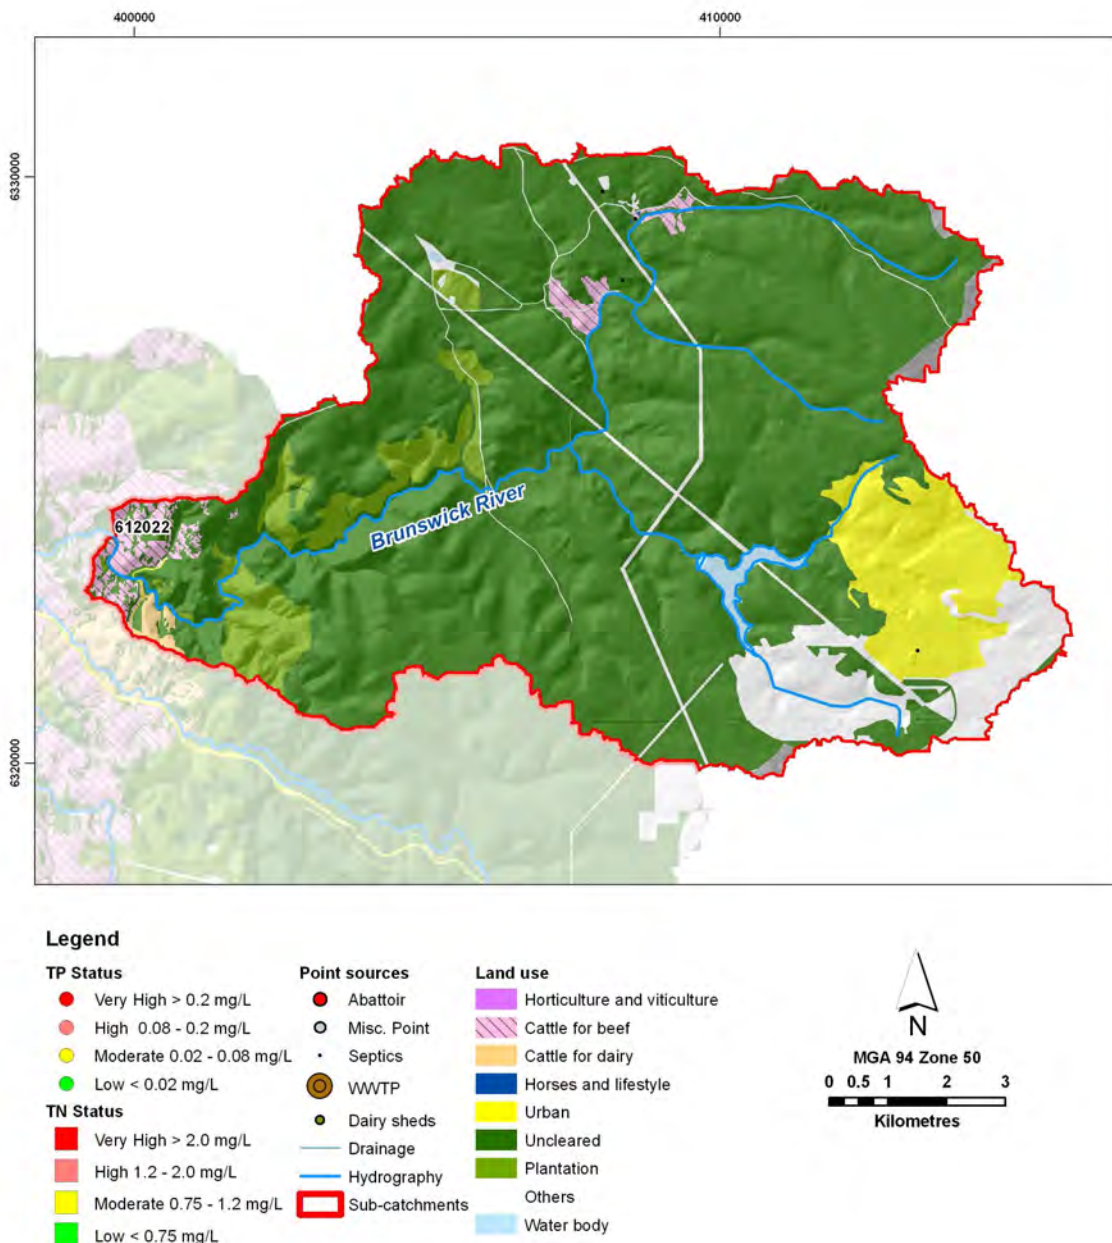 400000
410000
6330000
6320000
612022
Brunswick River
Legend
TP Status
Very High > 0.2 mg/L
High 0.08 - 0.2 mg/L
Moderate 0.02 - 0.08 mg/L
Low < 0.02 mg/L
TN Status
Very High > 2.0 mg/L
High 1.2 - 2.0 mg/L
Moderate 0.75 - 1.2 mg/L
Low < 0.75 mg/L
Point sources
Abattoir
Misc. Point
Septics
WWTP
Dairy sheds
Drainage
Hydrography
Sub-catchments
Land use
Horticulture and viticulture
Cattle for beef
Cattle for dairy
Horses and lifestyle
Urban
Uncleared
Plantation
Others
Water body
N
MGA 94 Zone 50
0 0.5 1 2 3
Kilometres